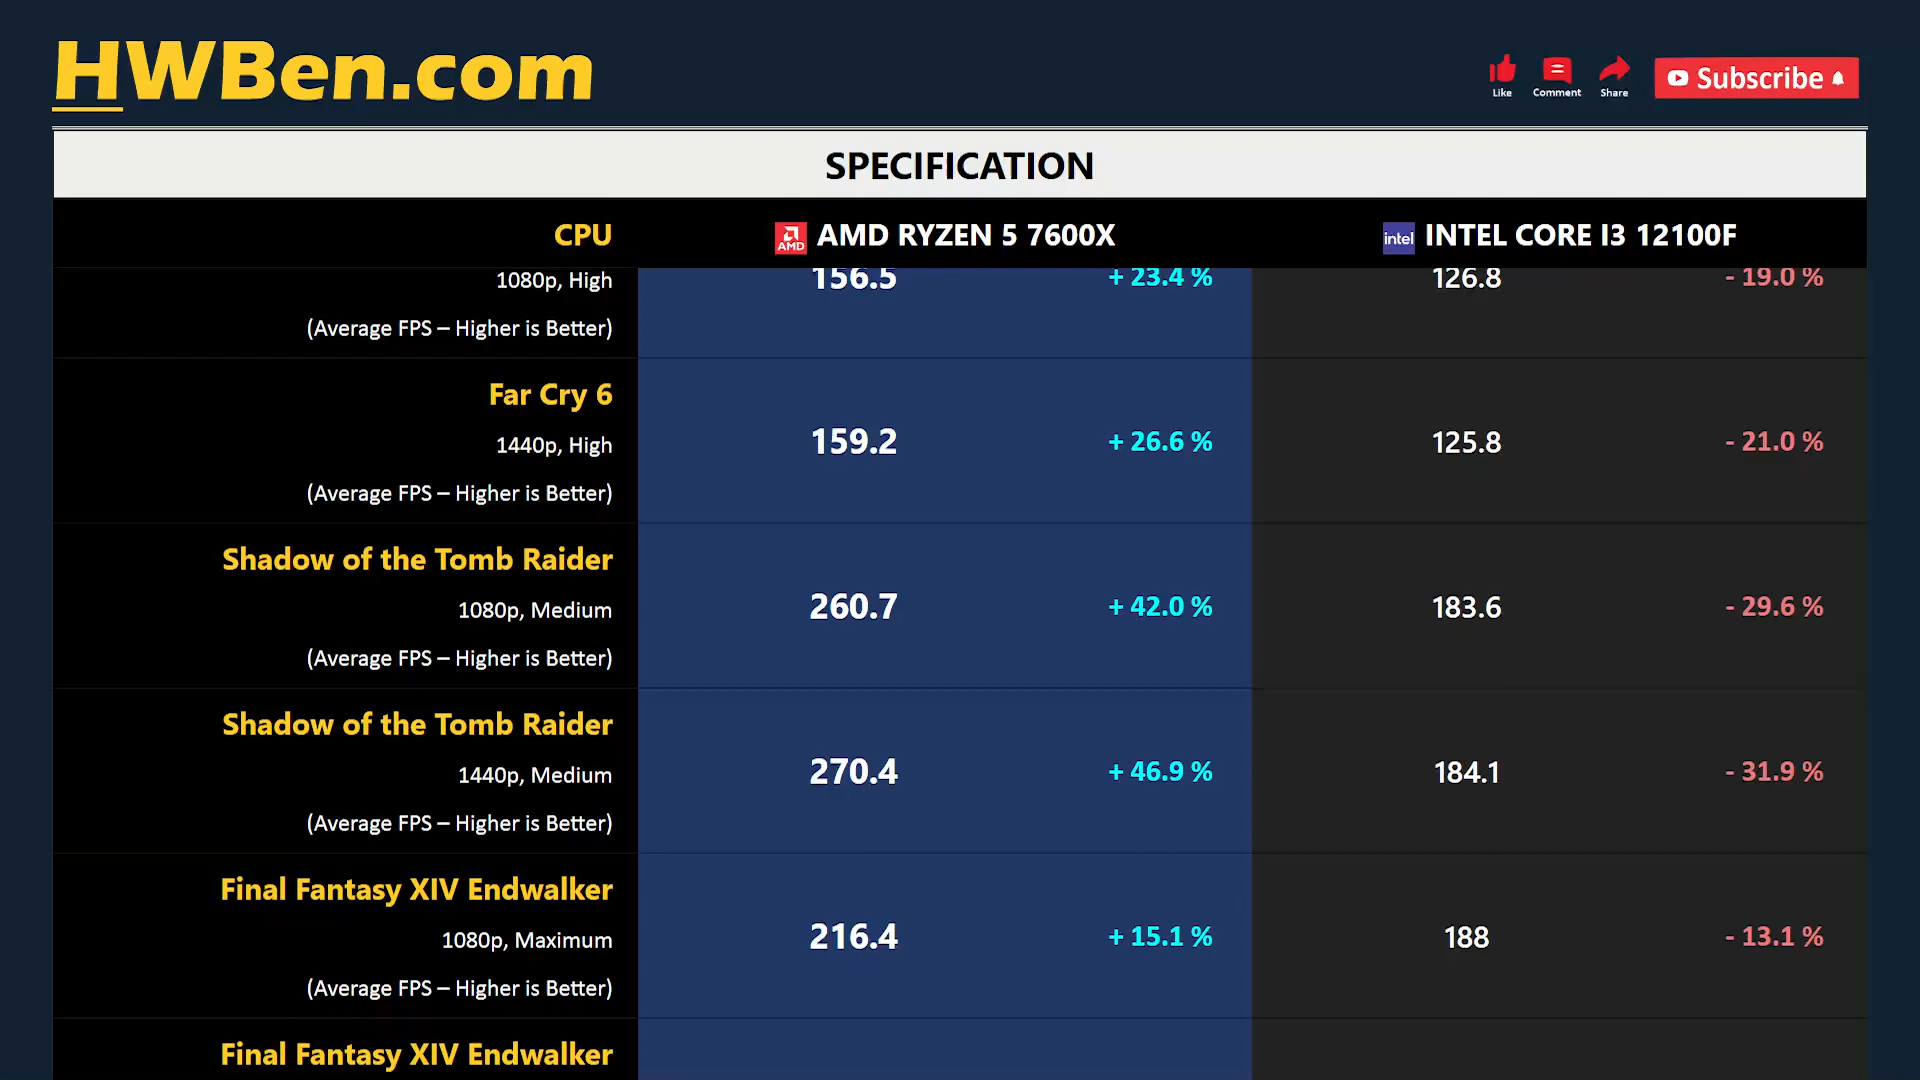 HWBen.com
Like
Comment
Share
Subscribe
SPECIFICATION
CPU
AMD
AMD RYZEN 5 7600X
intel
INTEL CORE I3 12100F
1080p, High
156.5
+ 23.4 %
126.8
- 19.0 %
(Average FPS – Higher is Better)
Far Cry 6
1440p, High
159.2
+ 26.6 %
125.8
- 21.0 %
(Average FPS – Higher is Better)
Shadow of the Tomb Raider
1080p, Medium
260.7
+ 42.0 %
183.6
- 29.6 %
(Average FPS – Higher is Better)
Shadow of the Tomb Raider
1440p, Medium
270.4
+ 46.9 %
184.1
- 31.9 %
(Average FPS – Higher is Better)
Final Fantasy XIV Endwalker
1080p, Maximum
216.4
+ 15.1 %
188
- 13.1 %
(Average FPS – Higher is Better)
Final Fantasy XIV Endwalker